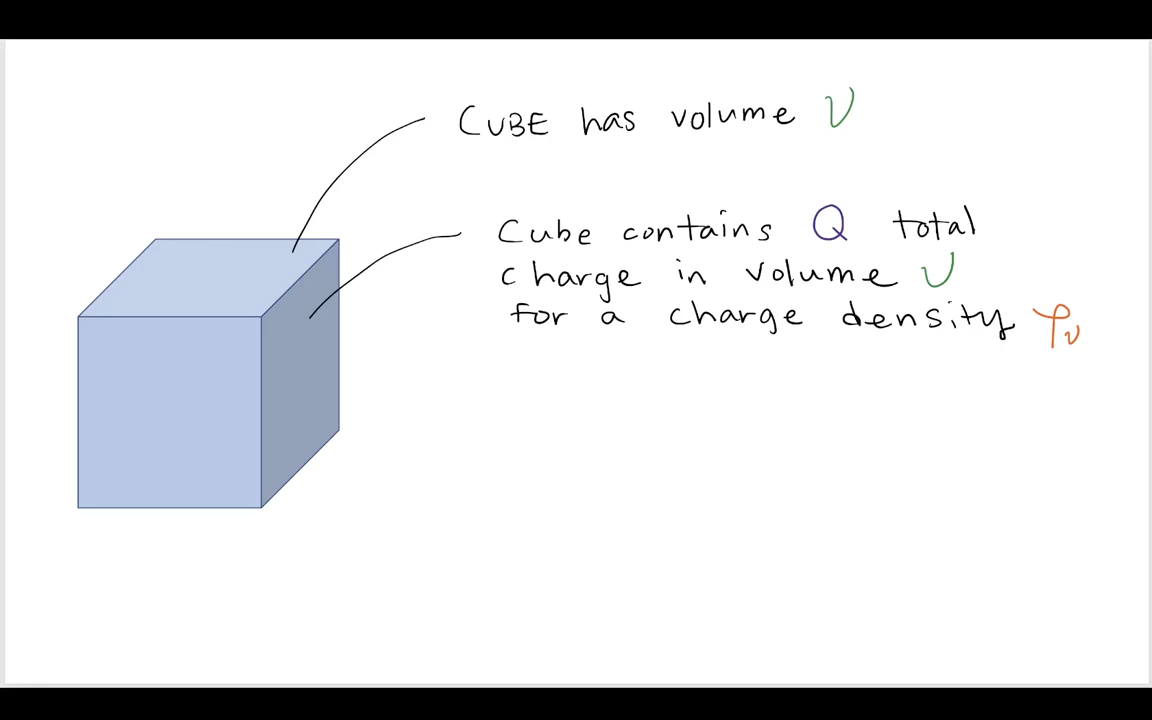 CUBE has volume V
Cube contains Q total
charge in volume V
for a charge density ρv